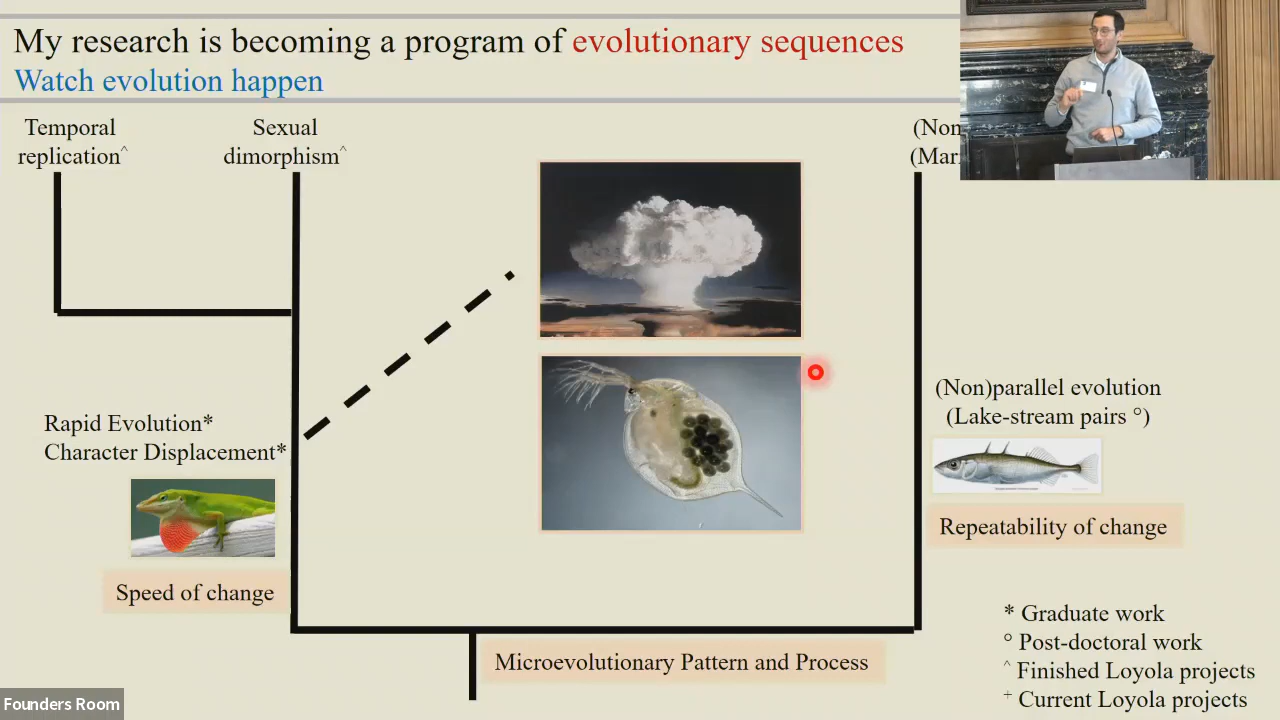 My research is becoming a program of evolutionary sequences
Watch evolution happen
Temporal
replication^
Sexual
dimorphism^
(Non
(Mar
Rapid Evolution*
Character Displacement*
Speed of change
(Non)parallel evolution
(Lake-stream pairs °)
Repeatability of change
Microevolutionary Pattern and Process
* Graduate work
° Post-doctoral work
^ Finished Loyola projects
+ Current Loyola projects
Founders Room